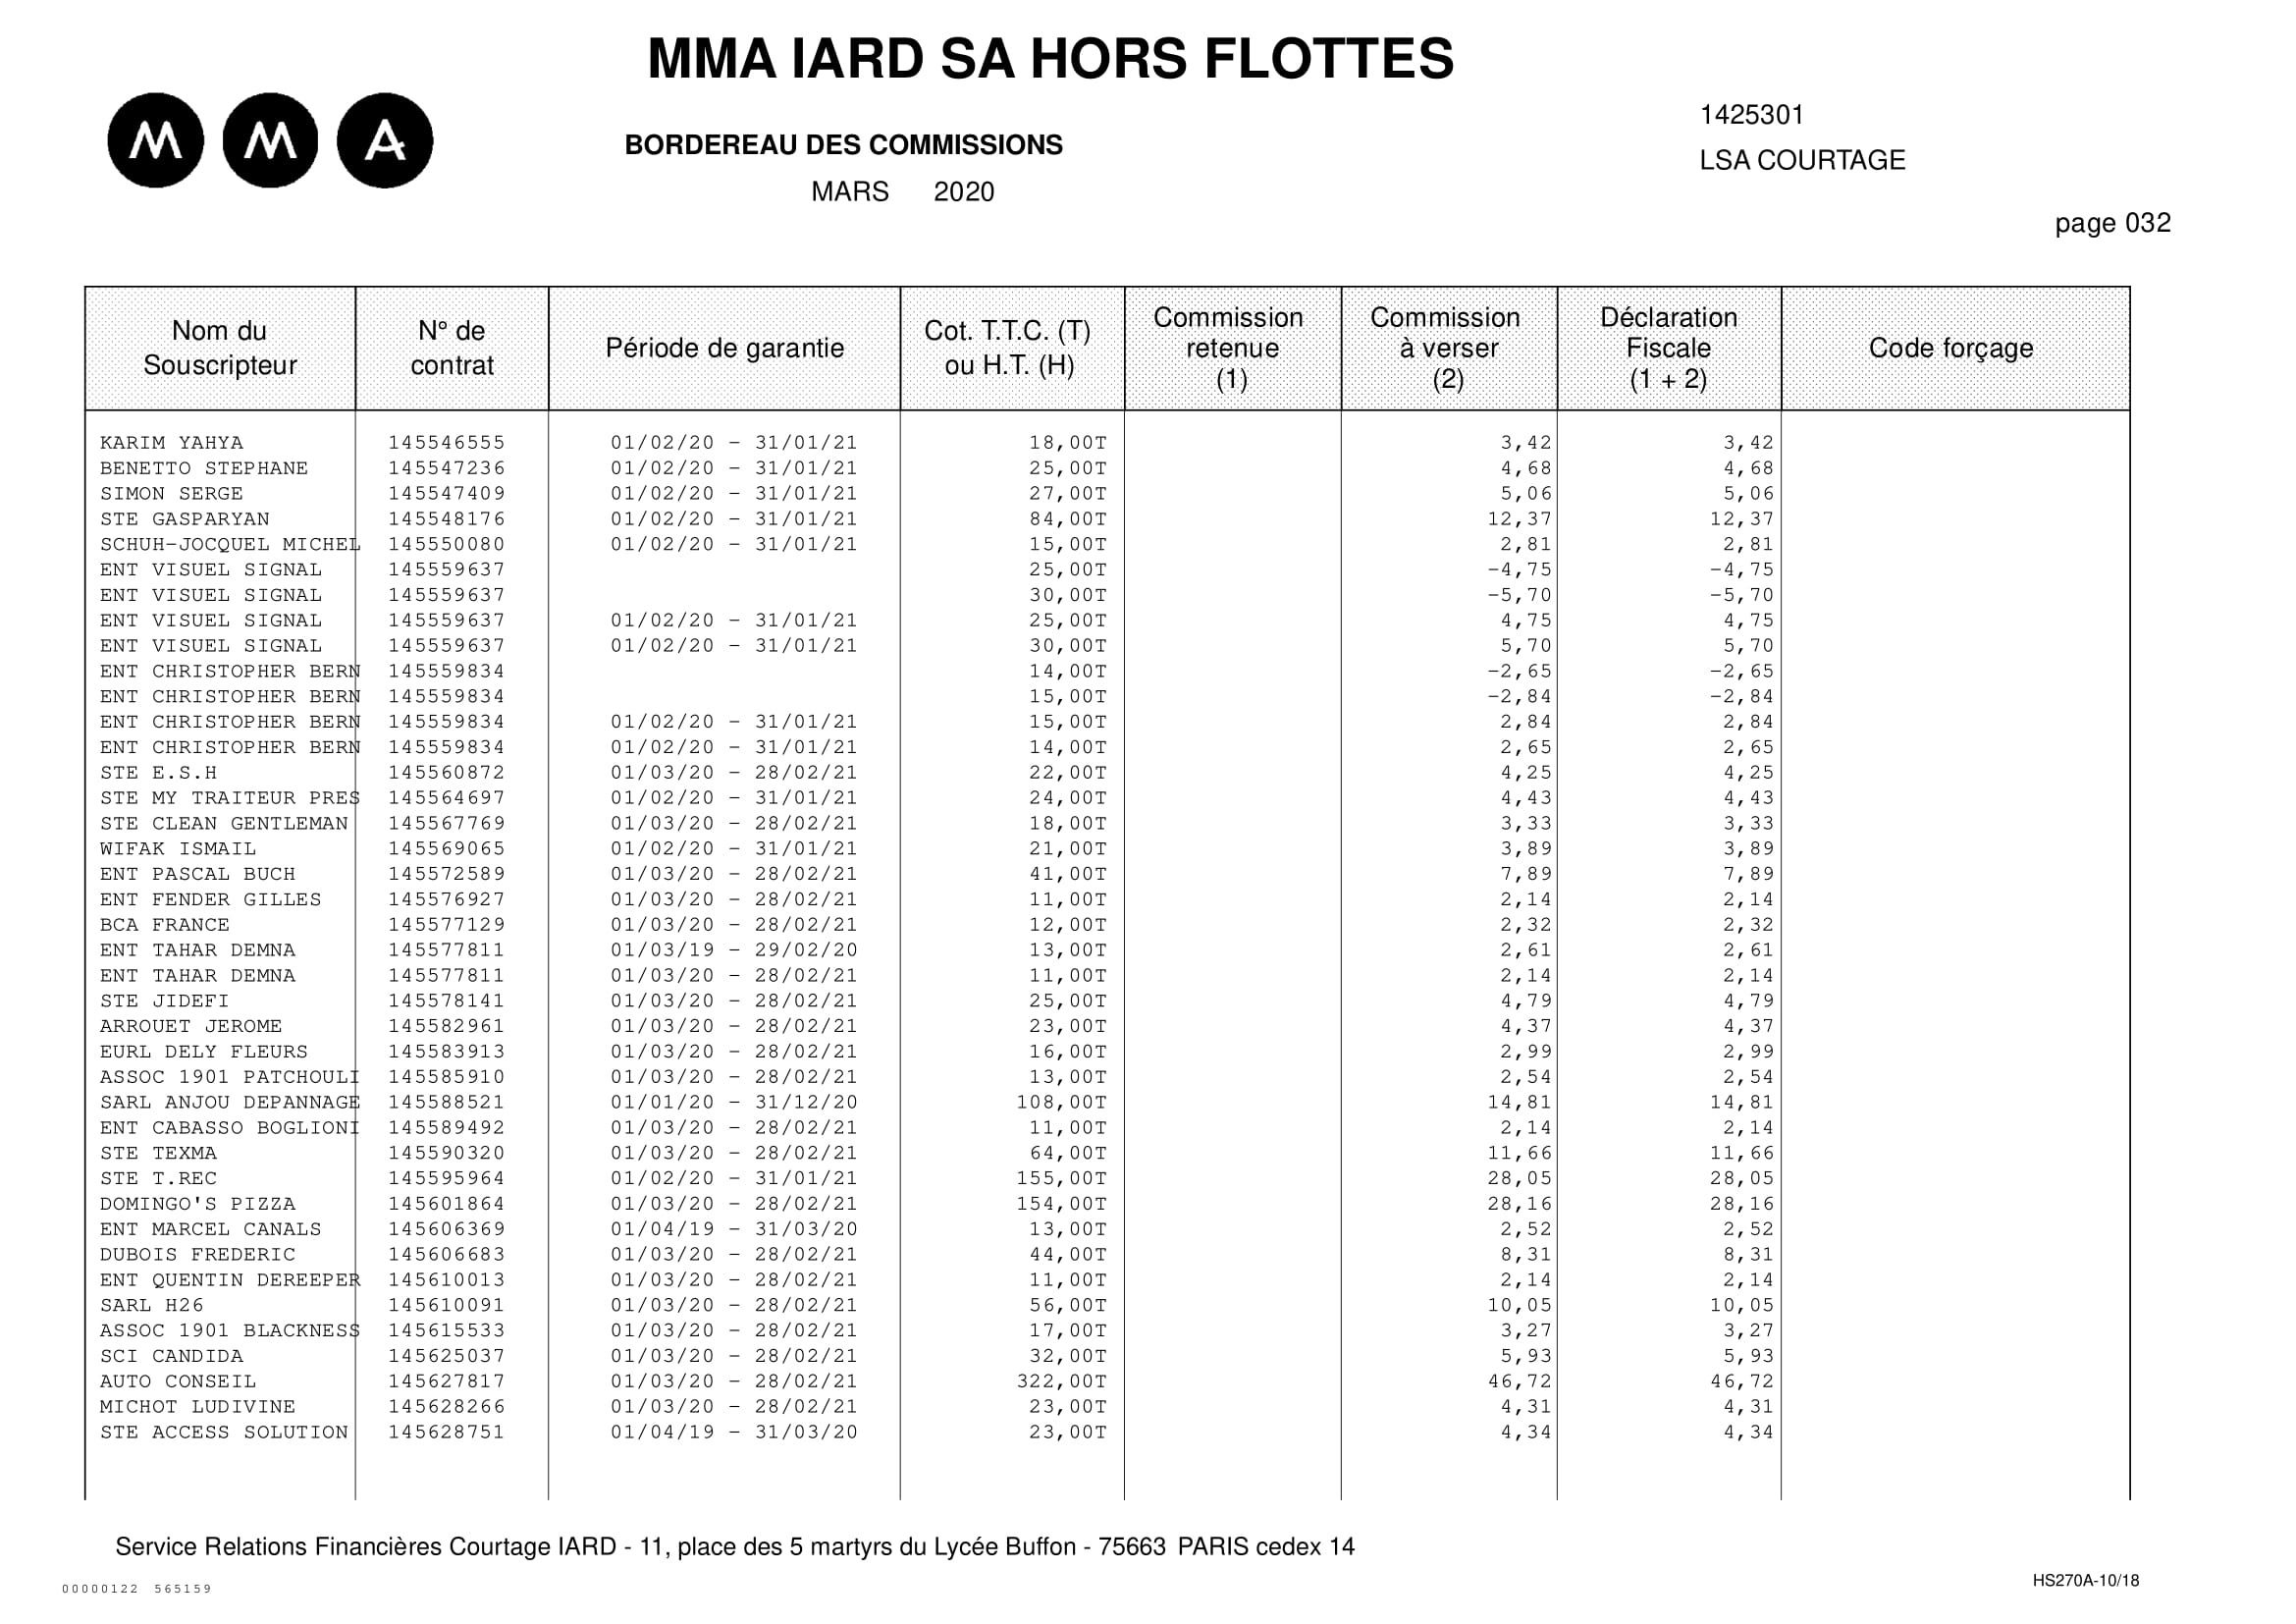 MMA IARD SA HORS FLOTTES
M M A
BORDEREAU DES COMMISSIONS
MARS 2020
1425301
LSA COURTAGE
page 032
Nom du Souscripteur N° de contrat Période de garantie Cot. T.T.C. (T) ou H.T. (H) Commission retenue (1) Commission à verser (2) Déclaration Fiscale (1 + 2) Code forçage
KARIM YAHYA 145546555 01/02/20 - 31/01/21 18,00T 3,42 3,42
BENETTO STEPHANE 145547236 01/02/20 - 31/01/21 25,00T 4,68 4,68
SIMON SERGE 145547409 01/02/20 - 31/01/21 27,00T 5,06 5,06
STE GASPARYAN 145548176 01/02/20 - 31/01/21 84,00T 12,37 12,37
SCHUH-JOCQUEL MICHEL 145550080 01/02/20 - 31/01/21 15,00T 2,81 2,81
ENT VISUEL SIGNAL 145559637 25,00T -4,75 -4,75
ENT VISUEL SIGNAL 145559637 30,00T -5,70 -5,70
ENT VISUEL SIGNAL 145559637 01/02/20 - 31/01/21 25,00T 4,75 4,75
ENT VISUEL SIGNAL 145559637 01/02/20 - 31/01/21 30,00T 5,70 5,70
ENT CHRISTOPHER BERN 145559834 14,00T -2,65 -2,65
ENT CHRISTOPHER BERN 145559834 15,00T -2,84 -2,84
ENT CHRISTOPHER BERN 145559834 01/02/20 - 31/01/21 15,00T 2,84 2,84
ENT CHRISTOPHER BERN 145559834 01/02/20 - 31/01/21 14,00T 2,65 2,65
STE E.S.H 145560872 01/03/20 - 28/02/21 22,00T 4,25 4,25
STE MY TRAITEUR PRES 145564697 01/02/20 - 31/01/21 24,00T 4,43 4,43
STE CLEAN GENTLEMAN 145567769 01/03/20 - 28/02/21 18,00T 3,33 3,33
WIFAK ISMAIL 145569065 01/02/20 - 31/01/21 21,00T 3,89 3,89
ENT PASCAL BUCH 145572589 01/03/20 - 28/02/21 41,00T 7,89 7,89
ENT FENDER GILLES 145576927 01/03/20 - 28/02/21 11,00T 2,14 2,14
BCA FRANCE 145577129 01/03/20 - 28/02/21 12,00T 2,32 2,32
ENT TAHAR DEMNA 145577811 01/03/19 - 29/02/20 13,00T 2,61 2,61
ENT TAHAR DEMNA 145577811 01/03/20 - 28/02/21 11,00T 2,14 2,14
STE JIDEFI 145578141 01/03/20 - 28/02/21 25,00T 4,79 4,79
ARROUET JEROME 145582961 01/03/20 - 28/02/21 23,00T 4,37 4,37
EURL DELY FLEURS 145583913 01/03/20 - 28/02/21 16,00T 2,99 2,99
ASSOC 1901 PATCHOULI 145585910 01/03/20 - 28/02/21 13,00T 2,54 2,54
SARL ANJOU DEPANNAGE 145588521 01/01/20 - 31/12/20 108,00T 14,81 14,81
ENT CABASSO BOGLIONI 145589492 01/03/20 - 28/02/21 11,00T 2,14 2,14
STE TEXMA 145590320 01/03/20 - 28/02/21 64,00T 11,66 11,66
STE T.REC 145595964 01/02/20 - 31/01/21 155,00T 28,05 28,05
DOMINGO'S PIZZA 145601864 01/03/20 - 28/02/21 154,00T 28,16 28,16
ENT MARCEL CANALS 145606369 01/04/19 - 31/03/20 13,00T 2,52 2,52
DUBOIS FREDERIC 145606683 01/03/20 - 28/02/21 44,00T 8,31 8,31
ENT QUENTIN DEREEPER 145610013 01/03/20 - 28/02/21 11,00T 2,14 2,14
SARL H26 145610091 01/03/20 - 28/02/21 56,00T 10,05 10,05
ASSOC 1901 BLACKNESS 145615533 01/03/20 - 28/02/21 17,00T 3,27 3,27
SCI CANDIDA 145625037 01/03/20 - 28/02/21 32,00T 5,93 5,93
AUTO CONSEIL 145627817 01/03/20 - 28/02/21 322,00T 46,72 46,72
MICHOT LUDIVINE 145628266 01/03/20 - 28/02/21 23,00T 4,31 4,31
STE ACCESS SOLUTION 145628751 01/04/19 - 31/03/20 23,00T 4,34 4,34
Service Relations Financières Courtage IARD - 11, place des 5 martyrs du Lycée Buffon - 75663 PARIS cedex 14
00000122 565159
HS270A-10/18